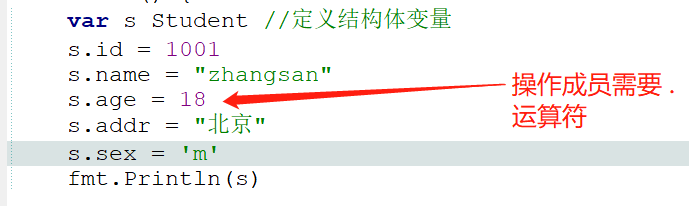 var s Student //定义结构体变量
s.id = 1001
s.name = "zhangsan"
s.age = 18
s.addr = "北京"
s.sex = 'm'
fmt.Println(s)
操作成员需要 .
运算符